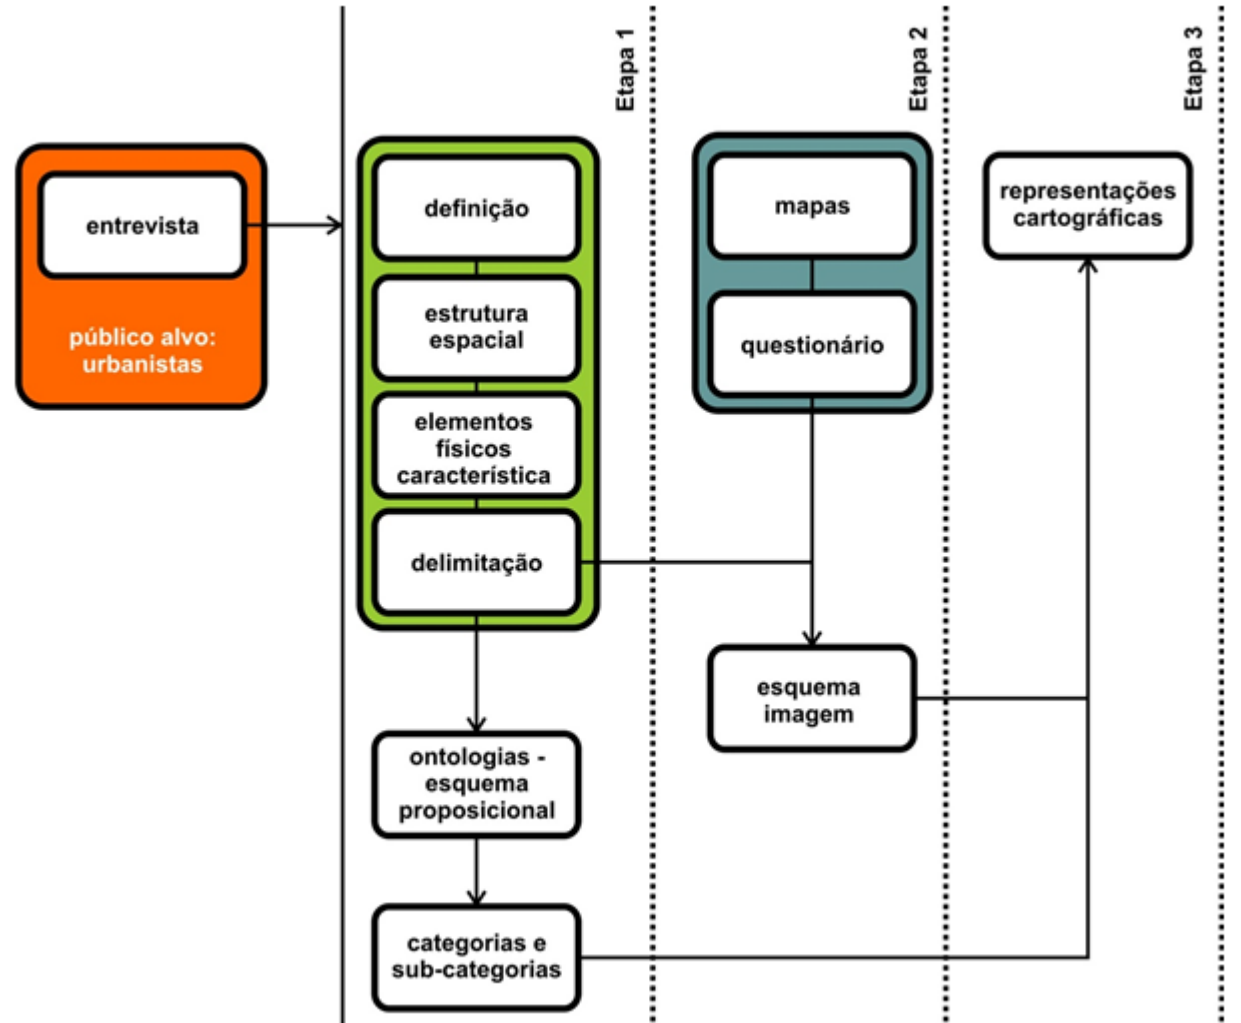 entrevista
público alvo:
urbanistas
Etapa 1
definição
estrutura
espacial
elementos
físicos
característica
delimitação
ontologias -
esquema
proposicional
categorias e
sub-categorias
Etapa 2
mapas
questionário
esquema
imagem
Etapa 3
representações
cartográficas